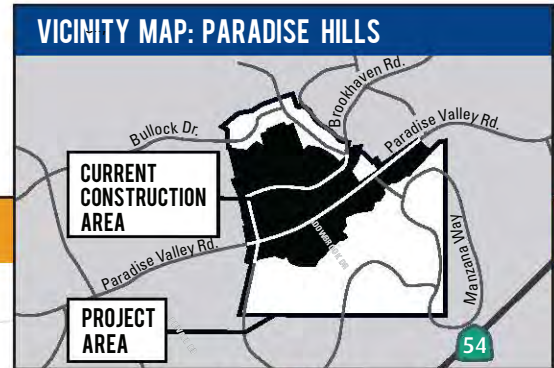 VICINITY MAP: PARADISE HILLS
Brookhaven Rd.
Bullock Dr.
Paradise Valley Rd.
CURRENT
CONSTRUCTION
AREA
Paradise Valley Rd.
Manzana Way
PROJECT
AREA
54